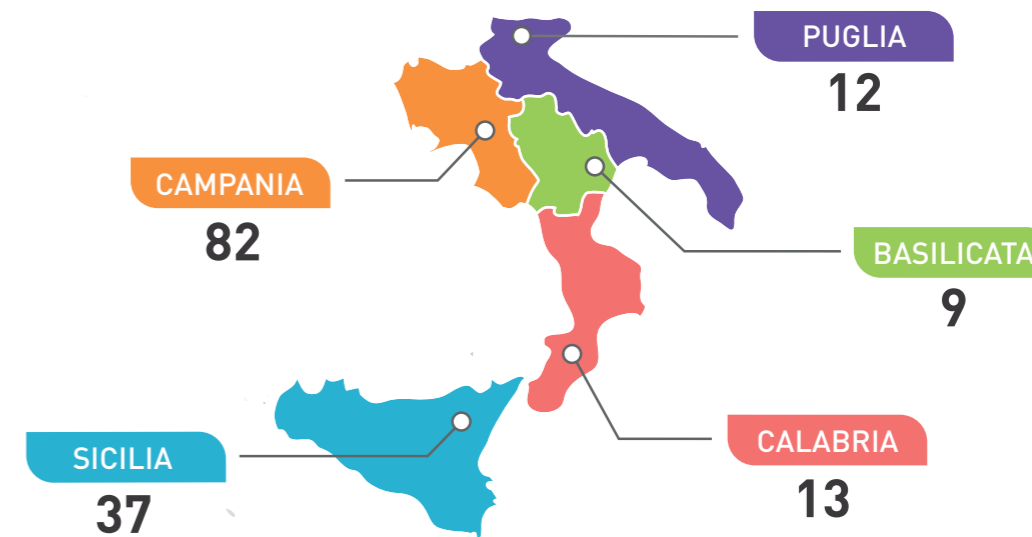 PUGLIA
12
CAMPANIA
82
BASILICATA
9
CALABRIA
13
SICILIA
37